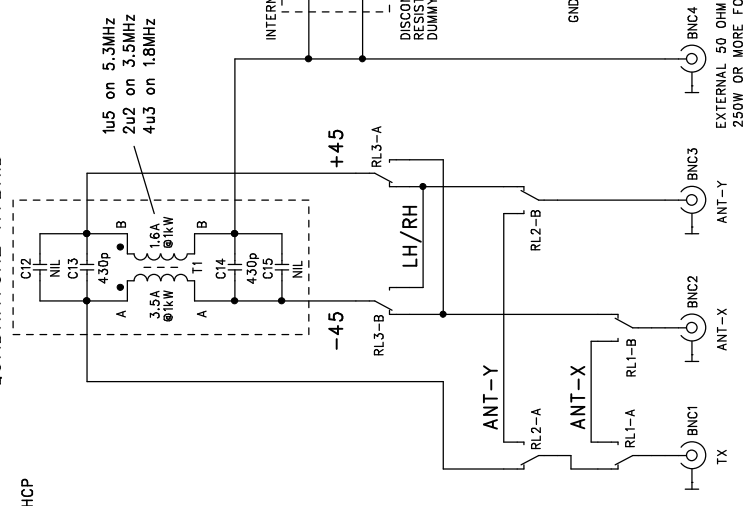 HCP
INTERN
DISCO
RESIST
DUMMY
GND
1u5 on 5.3MHz
2u2 on 3.5MHz
4u3 on 1.8MHz
C12
NIL
C13
430p
B
1.6A
@1kW
B
A
3.5A
@1kW
A
T1
C14
430p
C15
NIL
+45
RL3-A
-45
RL3-B
LH/RH
ANT-Y
RL2-B
RL2-A
ANT-X
RL1-B
RL1-A
BNC1
TX
BNC2
ANT-X
BNC3
ANT-Y
BNC4
EXTERNAL 50 OHM
250W OR MORE FO